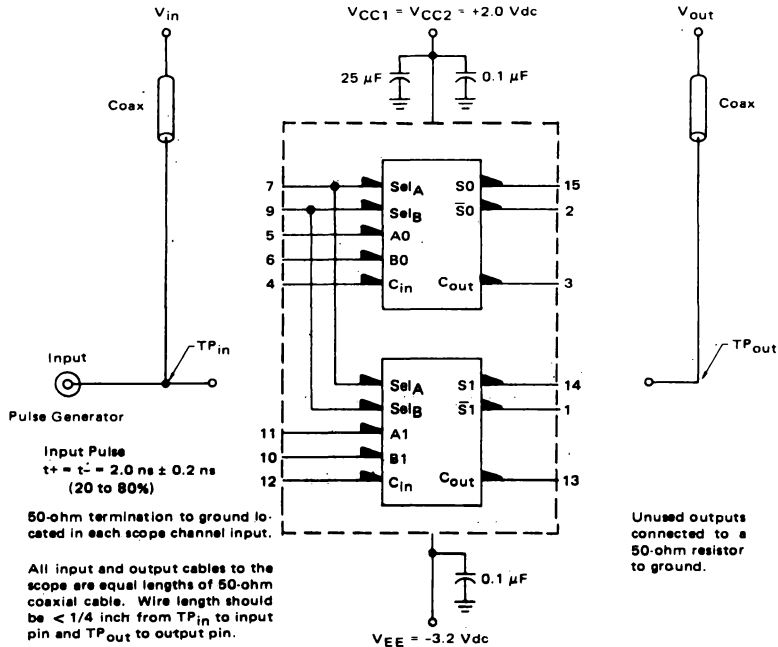 Vin
VCC1 = VCC2 = +2.0 Vdc
Vout
25 µF
0.1 µF
Coax
Coax
7
SelA
S0
15
9
SelB
S̅0̅
2
5
A0
6
B0
4
Cin
Cout
3
TPin
TPout
Input
Pulse Generator
SelA
S1
14
SelB
S̅1̅
1
11
A1
10
B1
12
Cin
Cout
13
Input Pulse
t+ = t- = 2.0 ns ± 0.2 ns
(20 to 80%)
50-ohm termination to ground lo-
cated in each scope channel input.
All input and output cables to the
scope are equal lengths of 50-ohm
coaxial cable. Wire length should
be < 1/4 inch from TPin to input
pin and TPout to output pin.
Unused outputs
connected to a
50-ohm resistor
to ground.
0.1 µF
VEE = -3.2 Vdc